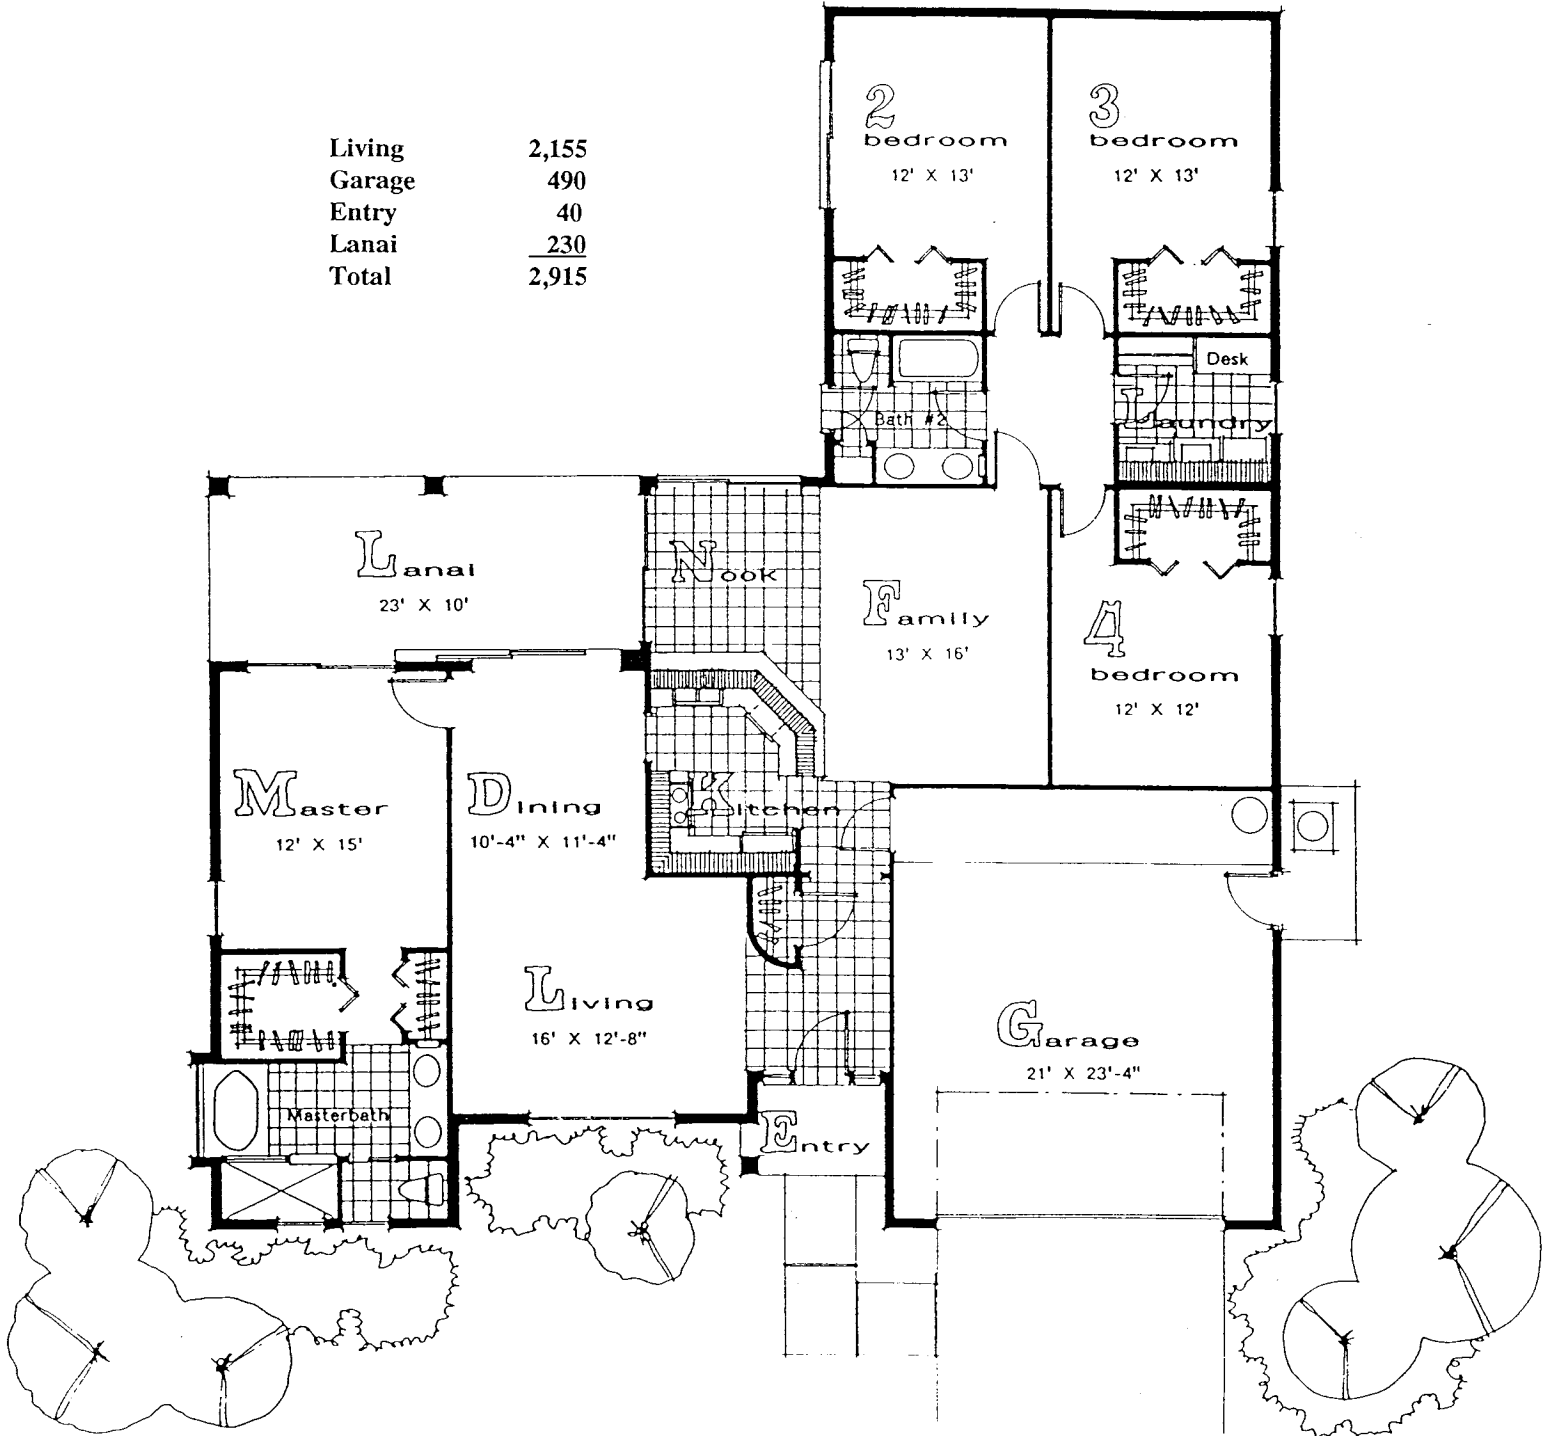 Living 2,155
Garage 490
Entry 40
Lanai 230
Total 2,915
2
bedroom
12' X 13'
3
bedroom
12' X 13'
Desk
Laundry
Bath #2
Lanai
23' X 10'
Nook
Family
13' X 16'
4
bedroom
12' X 12'
Master
12' X 15'
Dining
10'-4" X 11'-4"
Kitchen
Living
16' X 12'-8"
Garage
21' X 23'-4"
Masterbath
Entry